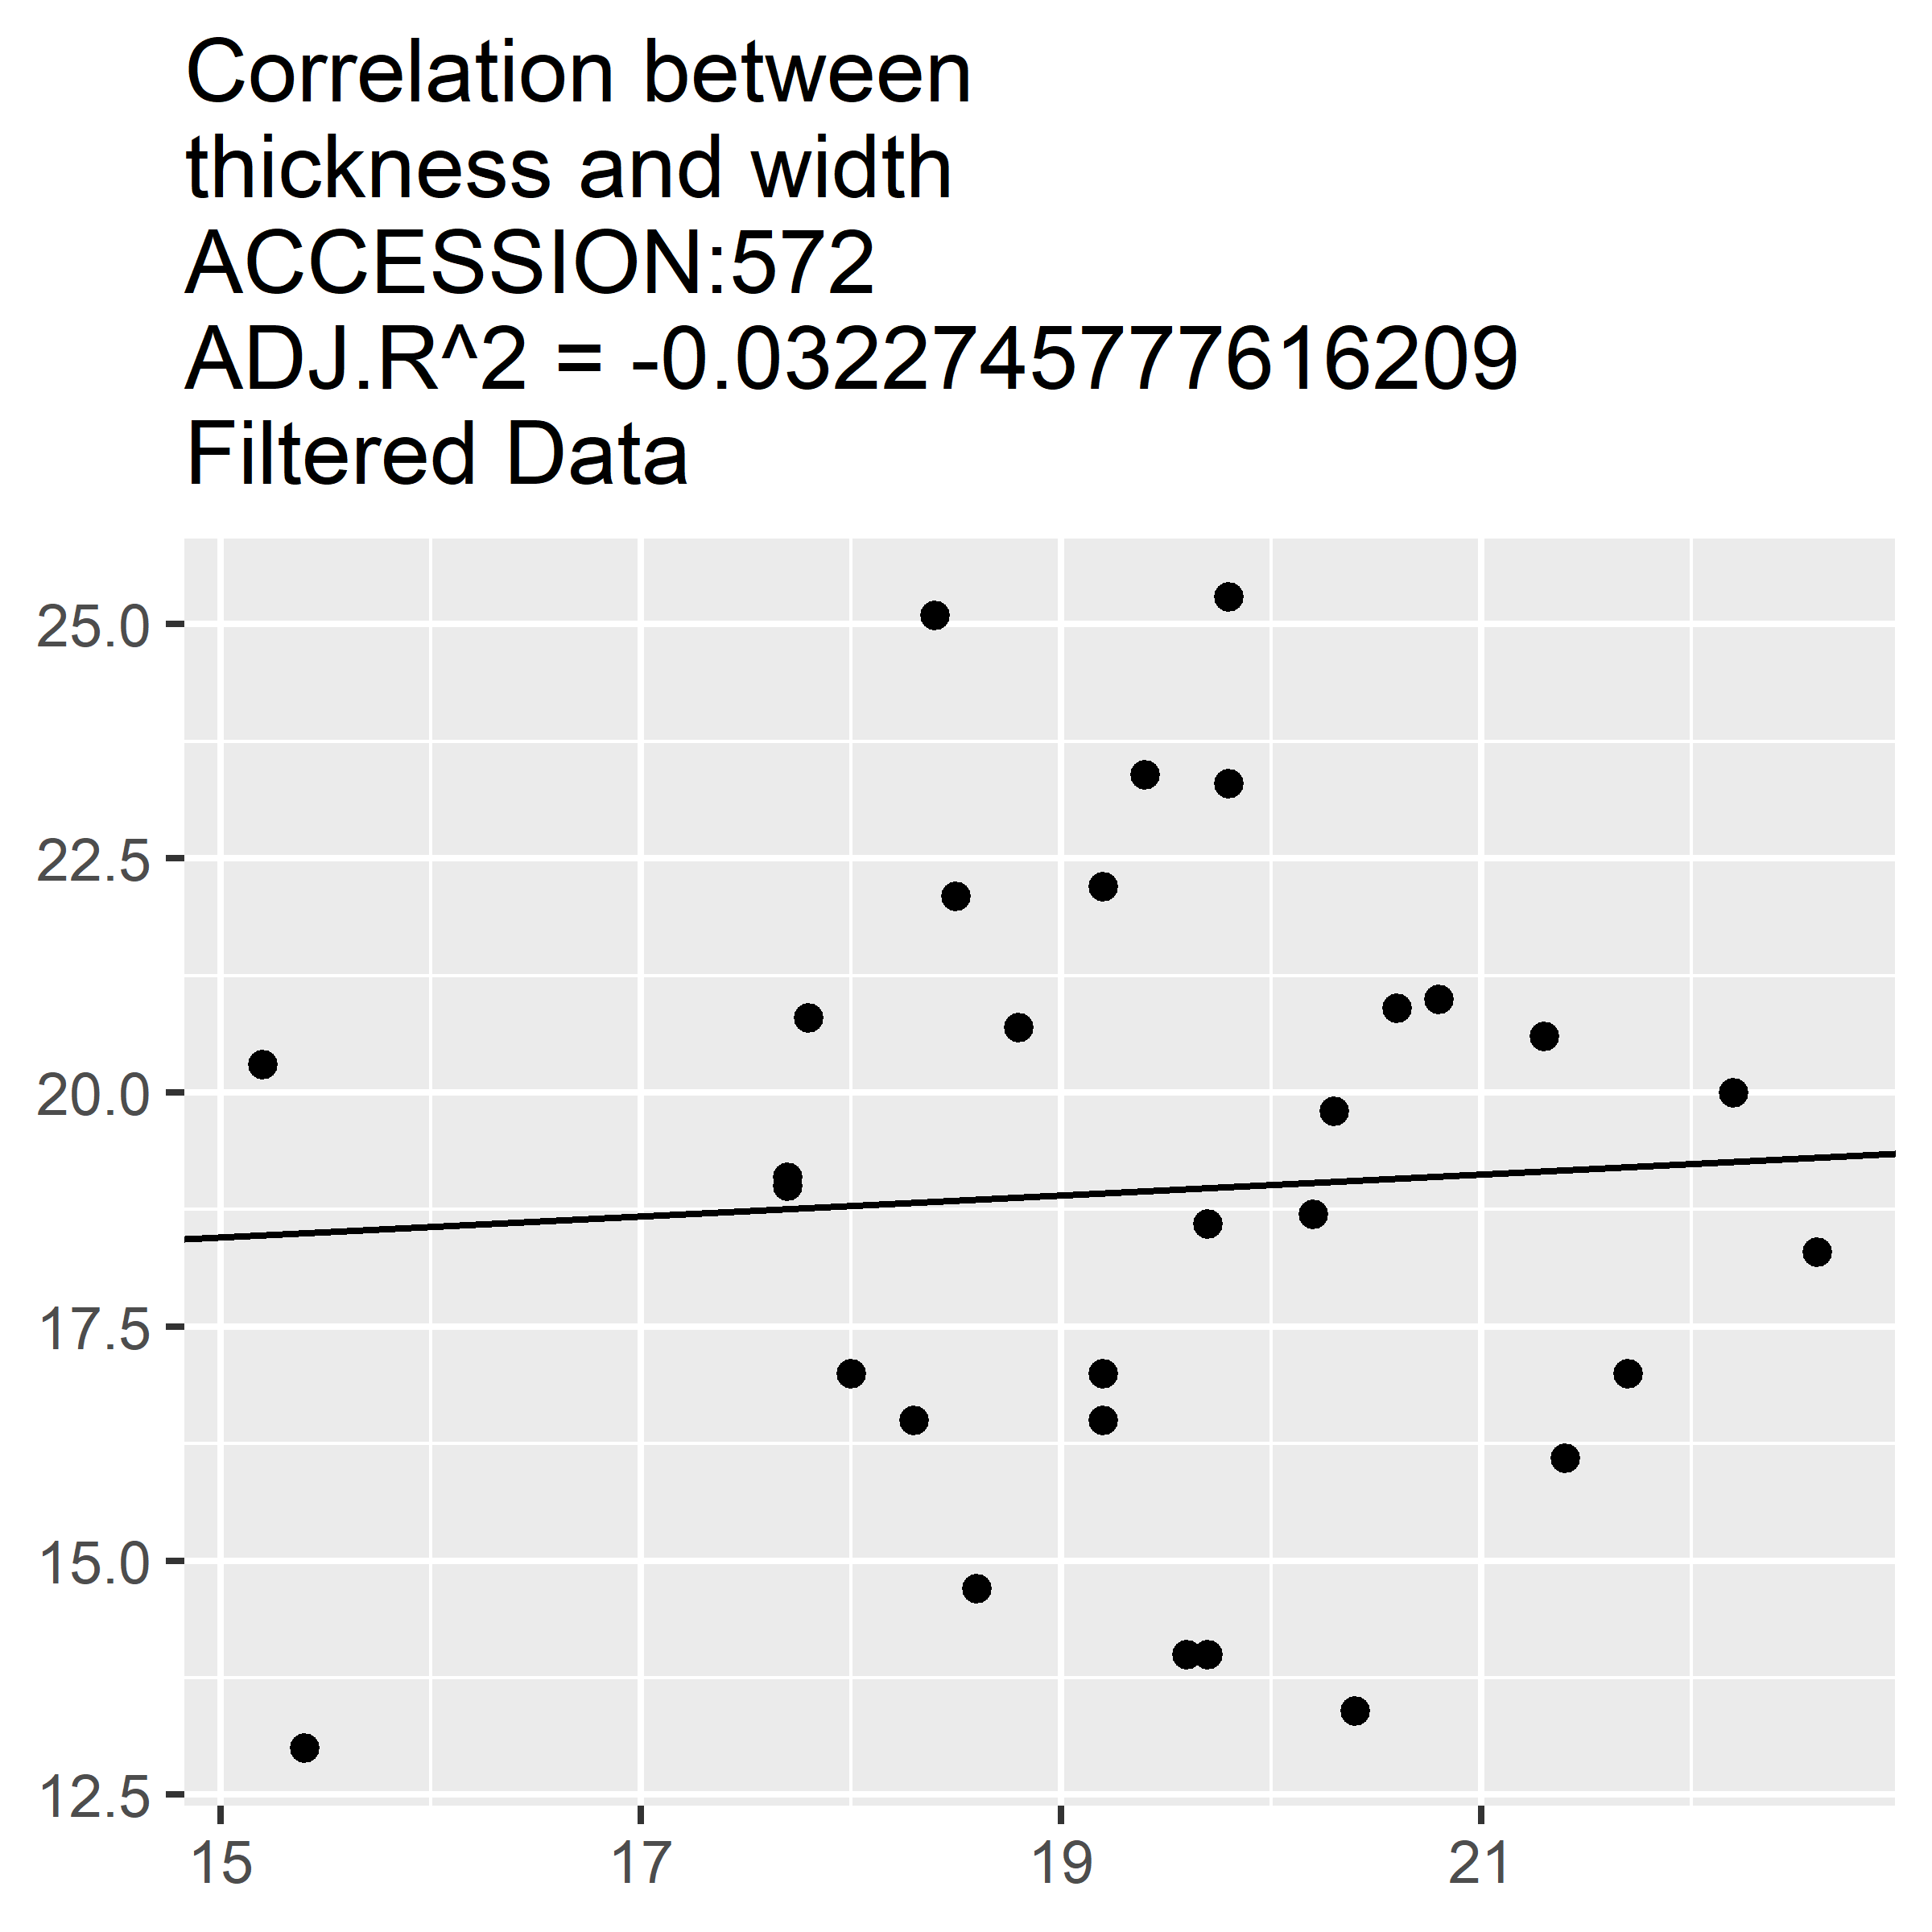 Correlation between
thickness and width
ACCESSION:572
ADJ.R^2 = -0.0322745777616209
Filtered Data
25.0
22.5
20.0
17.5
15.0
12.5
15 17 19 21